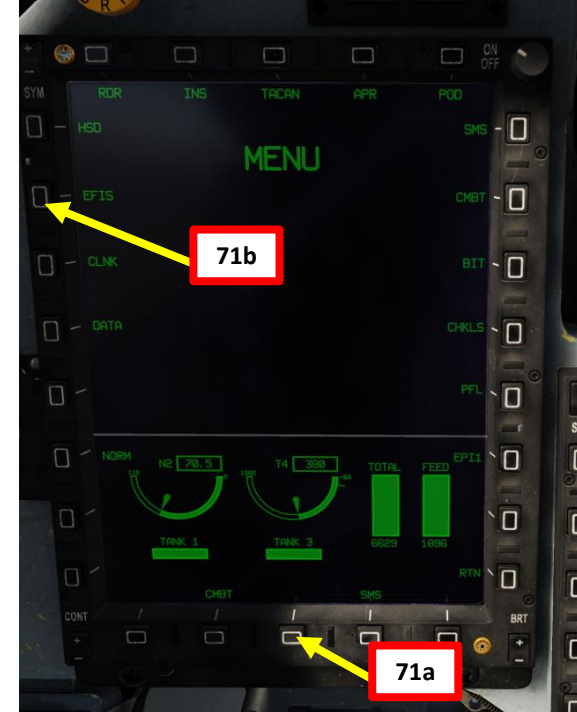 ON
OFF
SYM
RDR INS TACAN APR POD
HSD SMS
MENU
EFIS CMBT
71b
CLNK BIT
DATA CHKLS
PFL
NORM N2 70.5 T4 380 TOTAL FEED EPI1
TANK 1 TANK 3 6629 1896
RTN
CMBT SMS
CONT BRT
71a